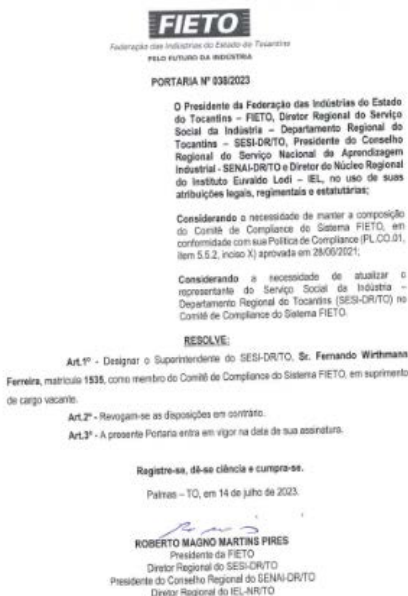 FIETO
Federação das Indústrias do Estado do Tocantins
PELO FUTURO DA INDÚSTRIA
PORTARIA Nº 038/2023
O Presidente da Federação das Indústrias do Estado
do Tocantins – FIETO, Diretor Regional do Serviço
Social da Indústria – Departamento Regional do
Tocantins – SESI-DR/TO, Presidente do Conselho
Regional do Serviço Nacional de Aprendizagem
Industrial - SENAI-DR/TO e Diretor do Núcleo Regional
do Instituto Euvaldo Lodi – IEL, no uso de suas
atribuições legais, regimentais e estatutárias;
Considerando a necessidade de manter a composição
do Comitê de Compliance do Sistema FIETO, em
conformidade com sua Política de Compliance (PL.CO.01,
item 5.5.2, inciso X) aprovada em 28/06/2021;
Considerando a necessidade de atualizar o
representante do Serviço Social da Indústria –
Departamento Regional do Tocantins (SESI-DR/TO) no
Comitê de Compliance do Sistema FIETO.
RESOLVE:
Art.1º - Designar o Superintendente do SESI-DR/TO, Sr. Fernando Wirthmann
Ferreira, matrícula 1535, como membro do Comitê de Compliance do Sistema FIETO, em suprimento
de cargo vacante.
Art.2º - Revogam-se as disposições em contrário.
Art.3º - A presente Portaria entra em vigor na data de sua assinatura.
Registre-se, dê-se ciência e cumpra-se.
Palmas – TO, em 14 de julho de 2023.
ROBERTO MAGNO MARTINS PIRES
Presidente da FIETO
Diretor Regional do SESI-DR/TO
Presidente do Conselho Regional do SENAI-DR/TO
Diretor Regional do IEL-NR/TO